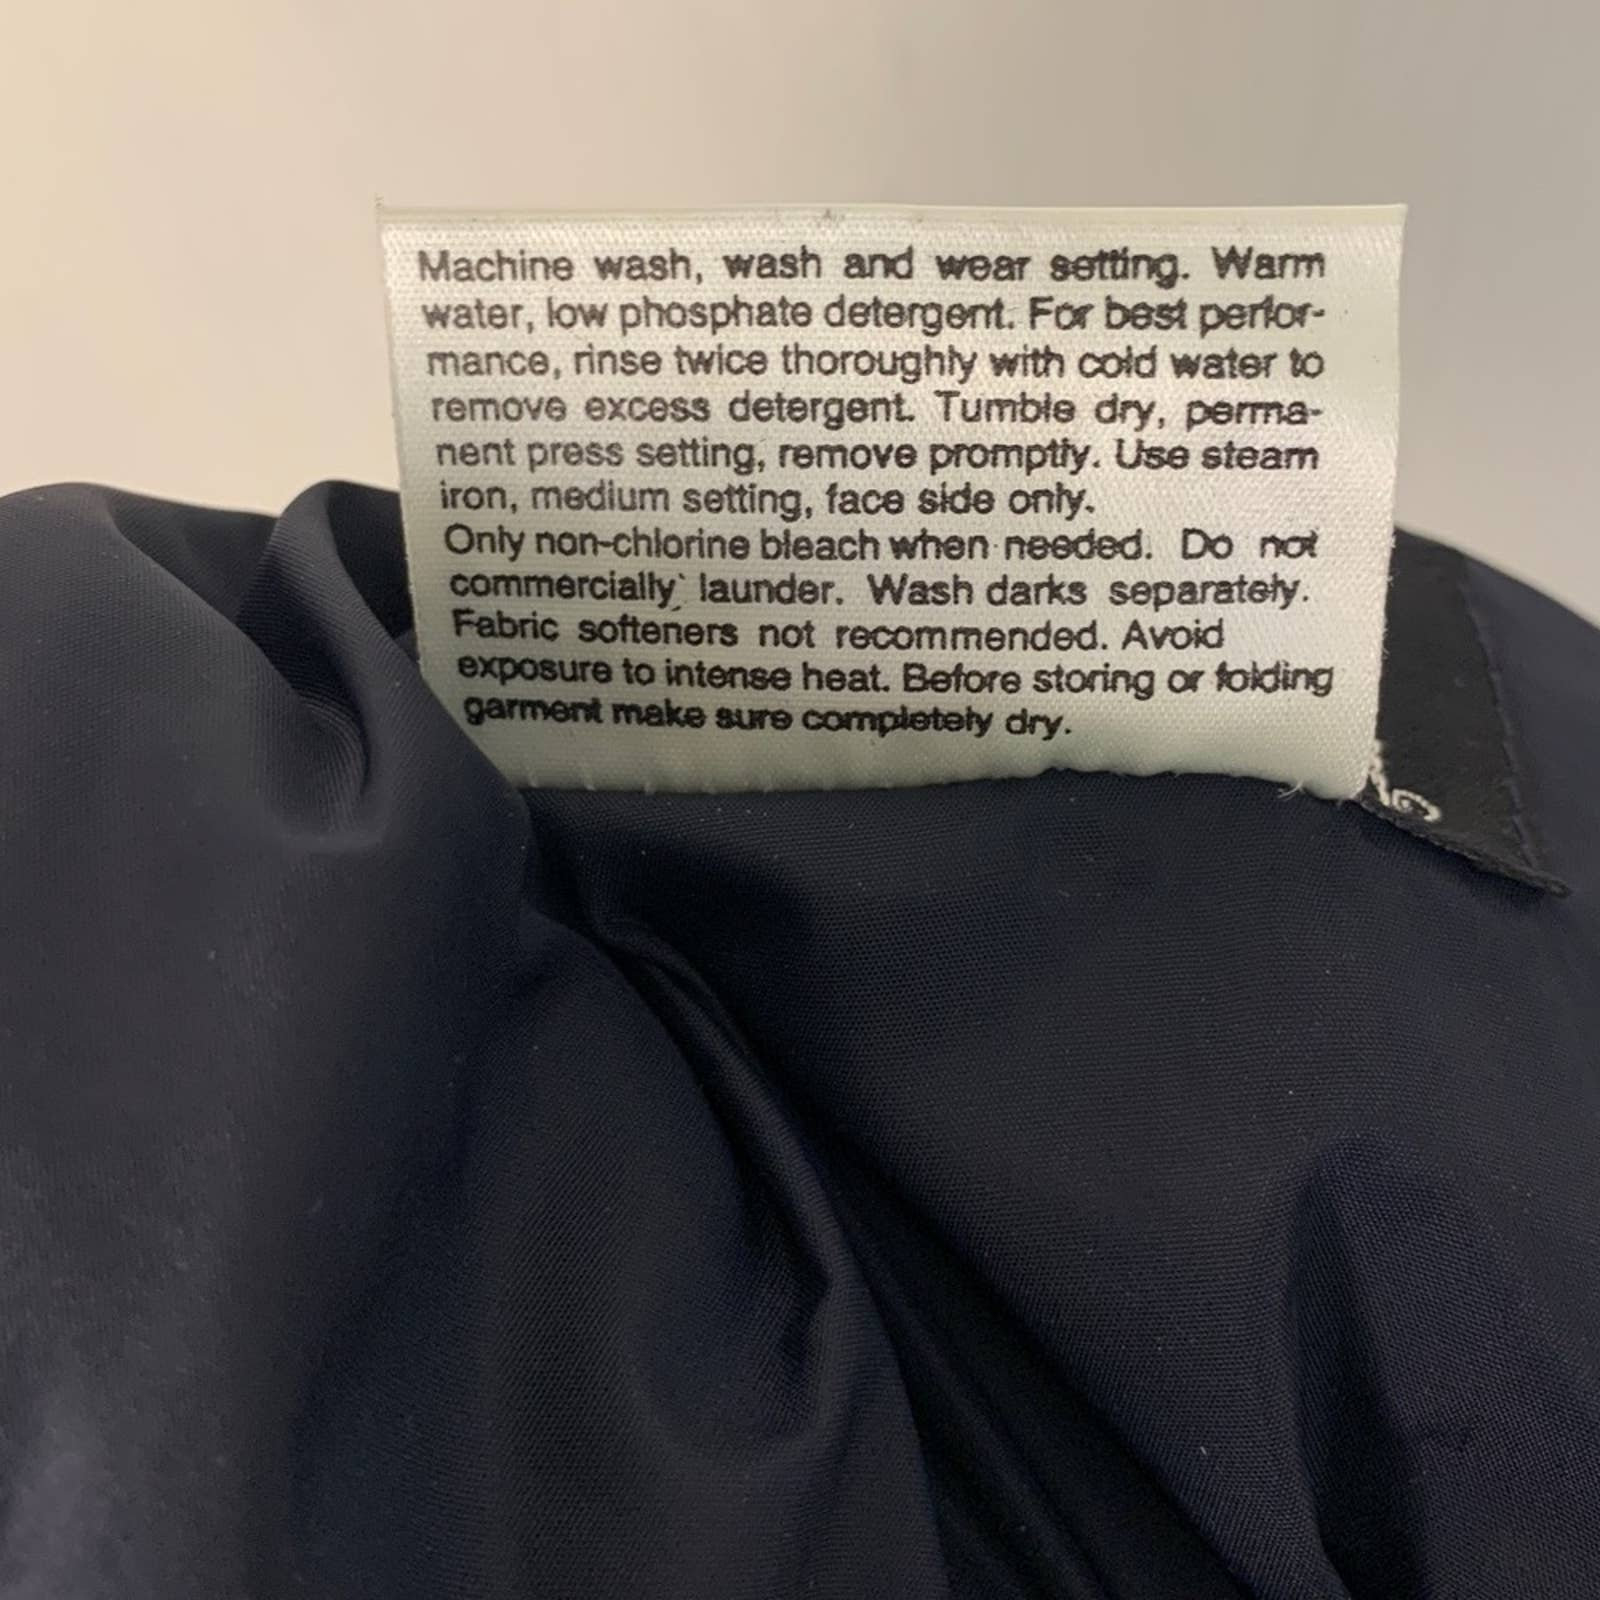 Machine wash, wash and wear setting. Warm
water, low phosphate detergent. For best perfor-
mance, rinse twice thoroughly with cold water to
remove excess detergent. Tumble dry, perma-
nent press setting, remove promptly. Use steam
iron, medium setting, face side only.
Only non-chlorine bleach when needed. Do not
commercially launder. Wash darks separately.
Fabric softeners not recommended. Avoid
exposure to intense heat. Before storing or folding
garment make sure completely dry.